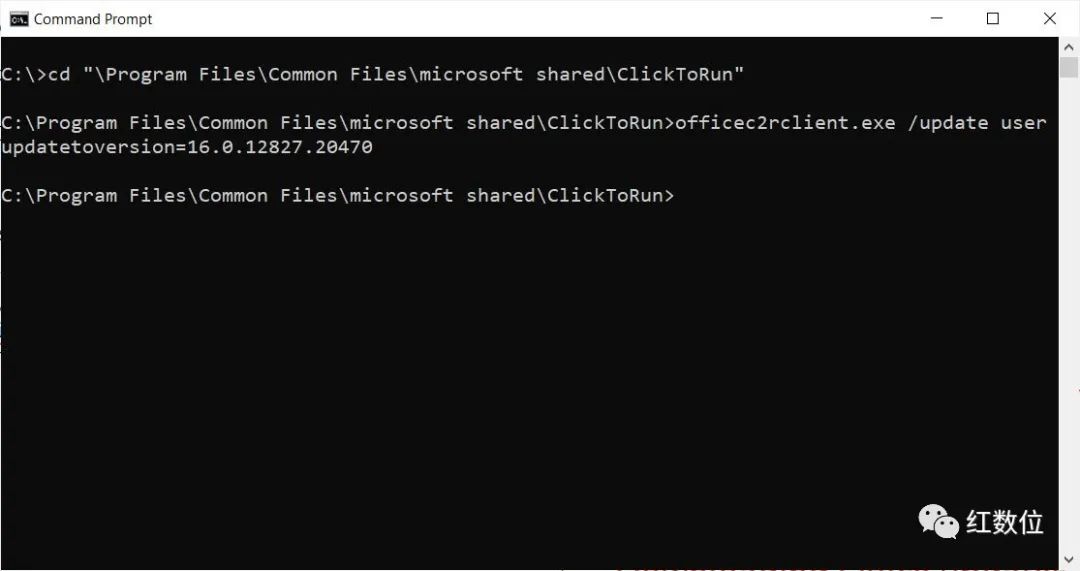 Command Prompt
C:\>cd "\Program Files\Common Files\microsoft shared\ClickToRun"
C:\Program Files\Common Files\microsoft shared\ClickToRun>officec2rclient.exe /update user
updatetoversion=16.0.12827.20470
C:\Program Files\Common Files\microsoft shared\ClickToRun>
红数位